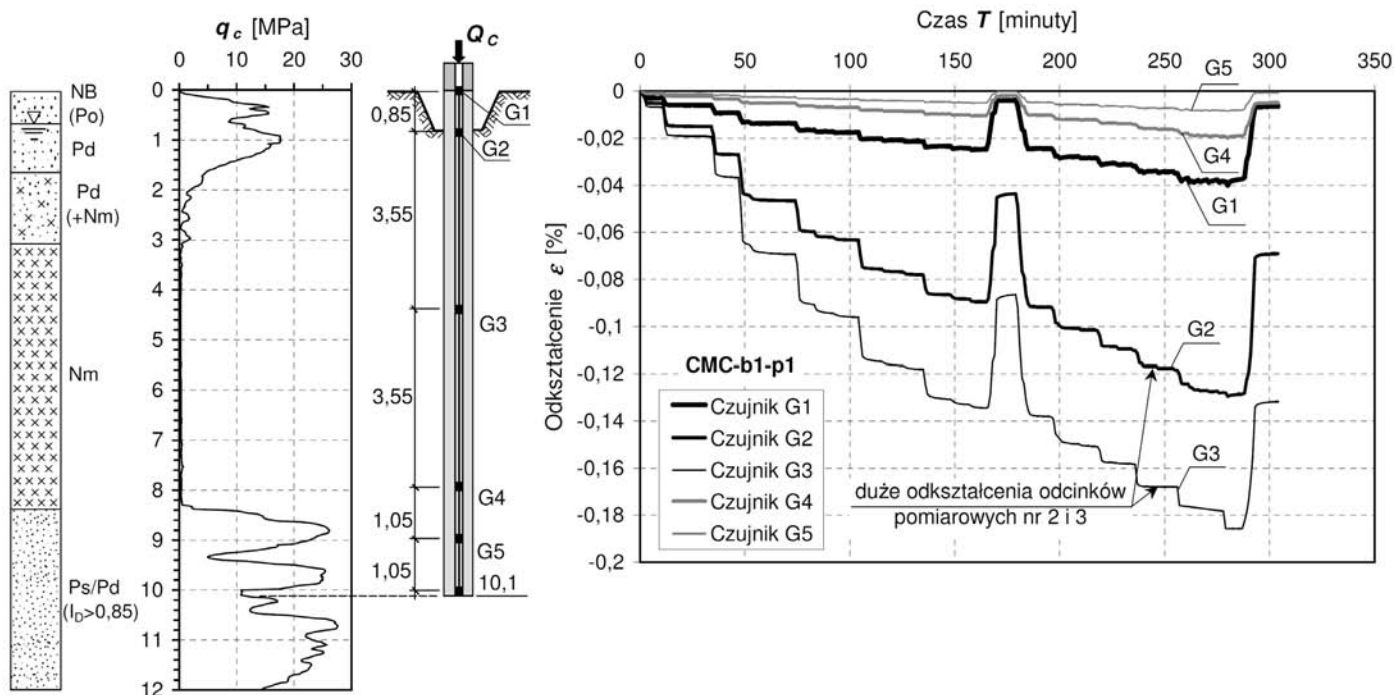 q c [MPa]
0 10 20 30
0
1
2
3
4
5
6
7
8
9
10
11
12
NB
(Po)
Pd
Pd
(+Nm)
Nm
Ps/Pd
(I_D>0,85)
Q C
0,85
3,55
3,55
1,05
1,05
G1
G2
G3
G4
G5
10,1
Czas T [minuty]
0 50 100 150 200 250 300 350
Odkształcenie ε [%]
0
-0,02
-0,04
-0,06
-0,08
-0,1
-0,12
-0,14
-0,16
-0,18
-0,2
G5
G4
G1
G2
G3
CMC-b1-p1
Czujnik G1
Czujnik G2
Czujnik G3
Czujnik G4
Czujnik G5
duże odkształcenia odcinków
pomiarowych nr 2 i 3